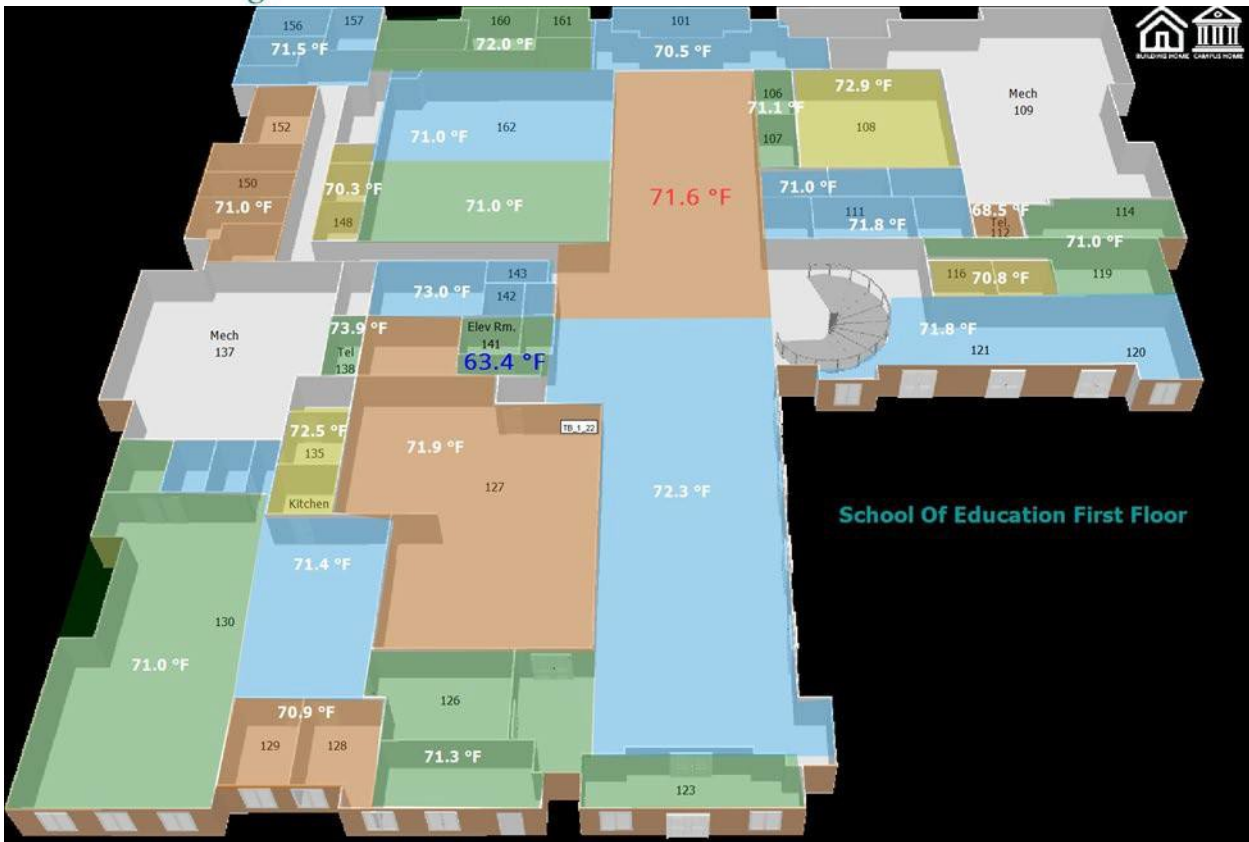 156
157
160
161
101
71.5 °F
72.0 °F
70.5 °F
BUILDING HOME
CAMPUS HOME
106
72.9 °F
Mech
109
71.1 °F
152
71.0 °F
162
108
107
150
70.3 °F
71.0 °F
71.6 °F
71.0 °F
71.0 °F
148
111
71.8 °F
68.5 °F
Tel.
112
114
71.0 °F
143
73.0 °F
142
116
70.8 °F
119
Mech
137
73.9 °F
Tel
138
Elev Rm.
141
63.4 °F
71.8 °F
121
120
72.5 °F
135
Kitchen
71.9 °F
TB_1_22
127
72.3 °F
School Of Education First Floor
71.4 °F
130
71.0 °F
126
70.9 °F
129
128
71.3 °F
123